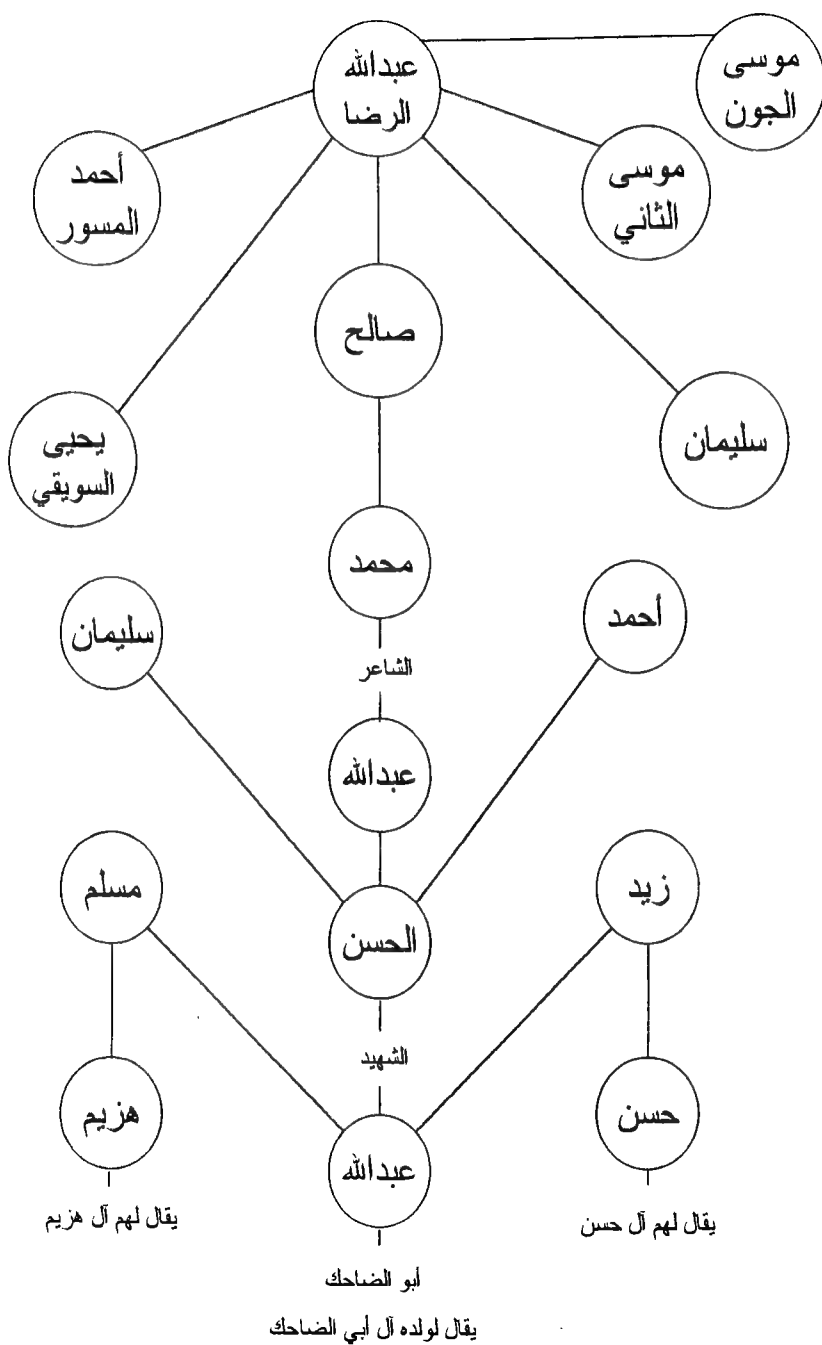 موسى
الجون
عبدالله
الرضا
موسى
الثاني
أحمد
المسور
صالح
سليمان
يحيى
السويقي
محمد
أحمد
سليمان
الشاعر
عبدالله
زيد
مسلم
الحسن
الشهيد
حسن
هزيم
عبدالله
يقال لهم آل حسن
يقال لهم آل هزيم
أبو الضاحك
يقال لولده آل أبي الضاحك